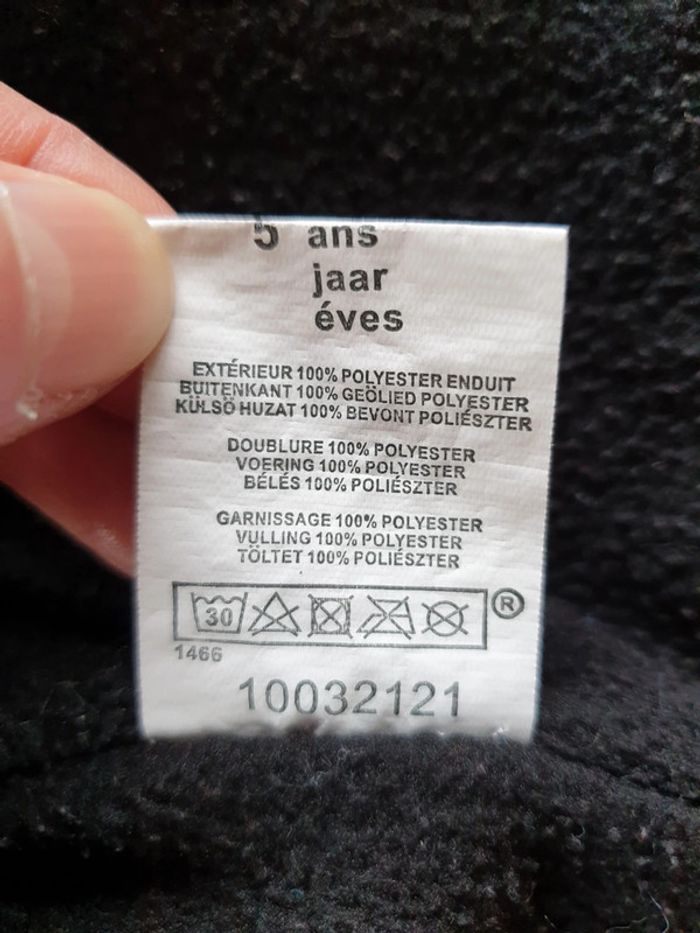 5 ans
jaar
éves
EXTÉRIEUR 100% POLYESTER ENDUIT
BUITENKANT 100% GEÖLIED POLYESTER
KÜLSÖ HUZAT 100% BEVONT POLIÉSZTER
DOUBLURE 100% POLYESTER
VOERING 100% POLYESTER
BÉLÉS 100% POLIÉSZTER
GARNISSAGE 100% POLYESTER
VULLING 100% POLYESTER
TÖLTET 100% POLIÉSZTER
30 ®
1466
10032121